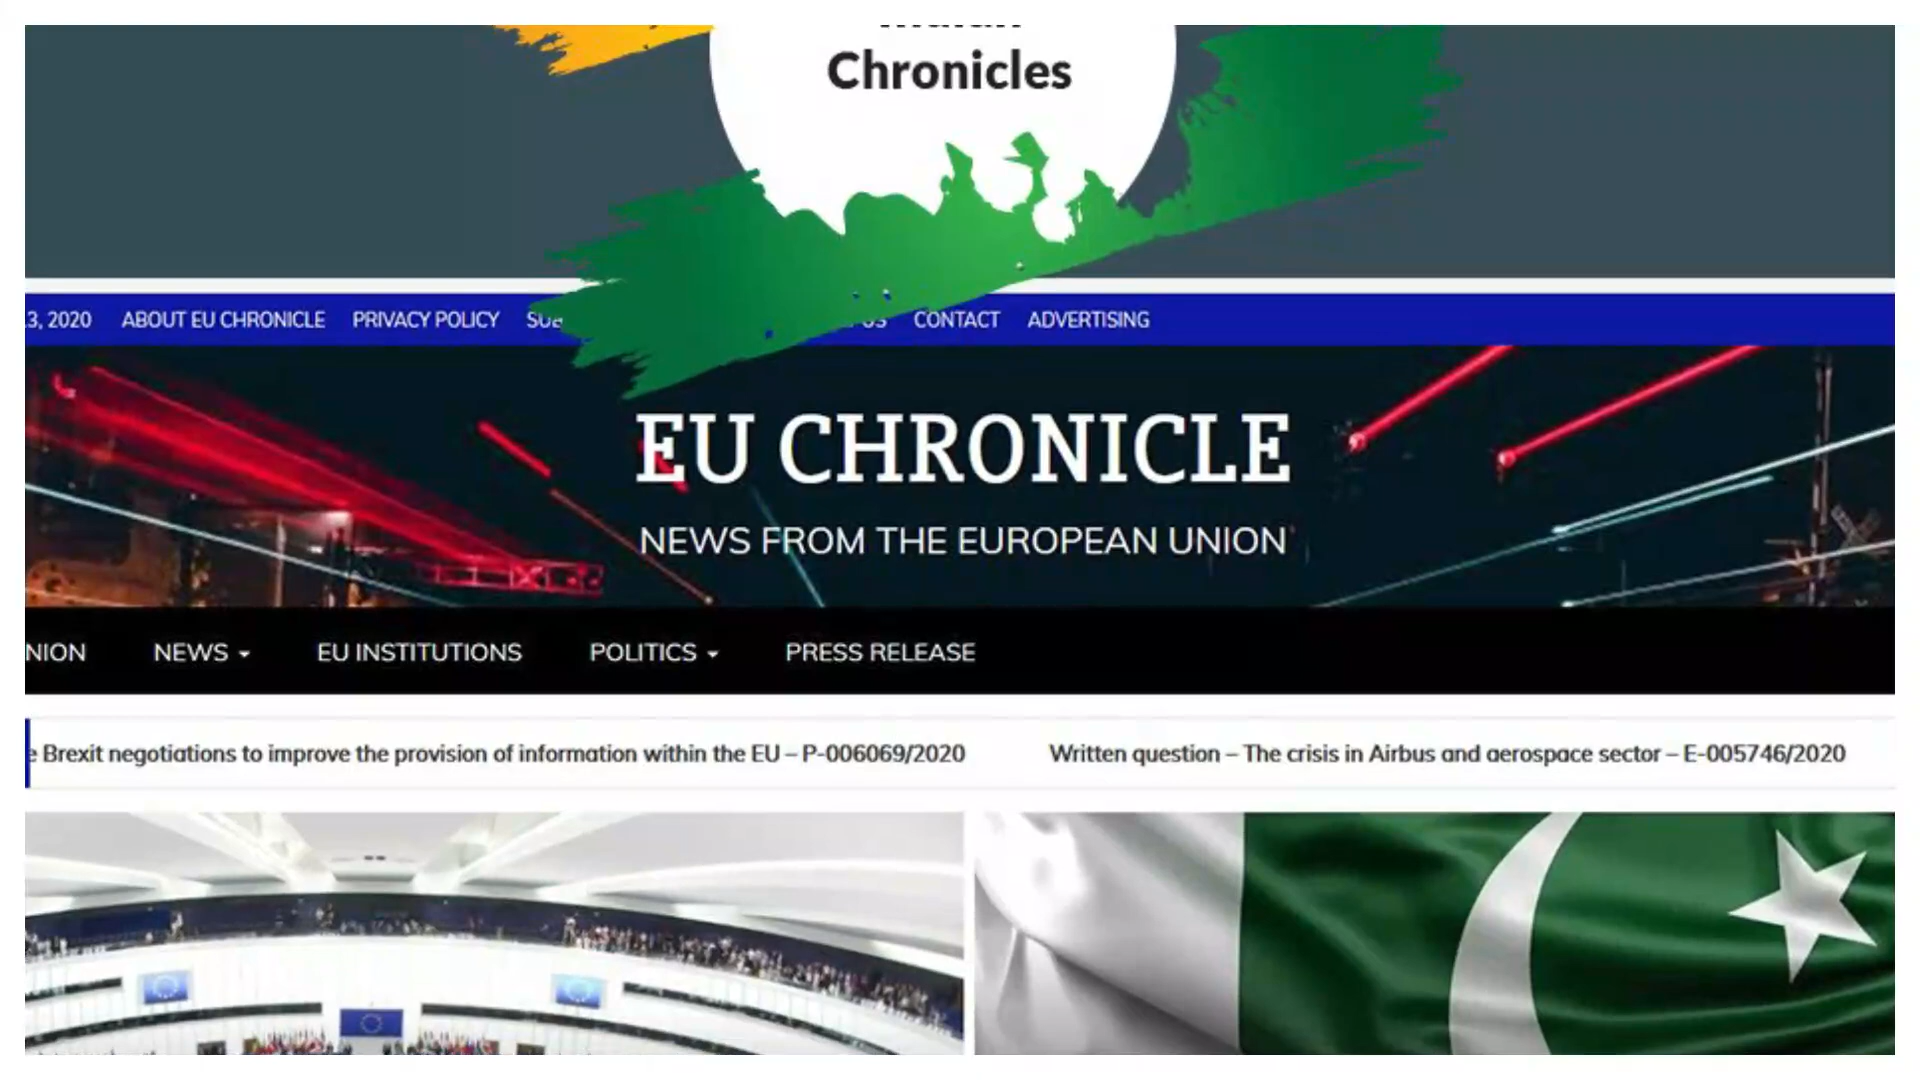 Chronicles
3, 2020 ABOUT EU CHRONICLE PRIVACY POLICY CONTACT ADVERTISING
EU CHRONICLE
NEWS FROM THE EUROPEAN UNION
NION NEWS EU INSTITUTIONS POLITICS PRESS RELEASE
e Brexit negotiations to improve the provision of information within the EU – P-006069/2020 Written question – The crisis in Airbus and aerospace sector – E-005746/2020